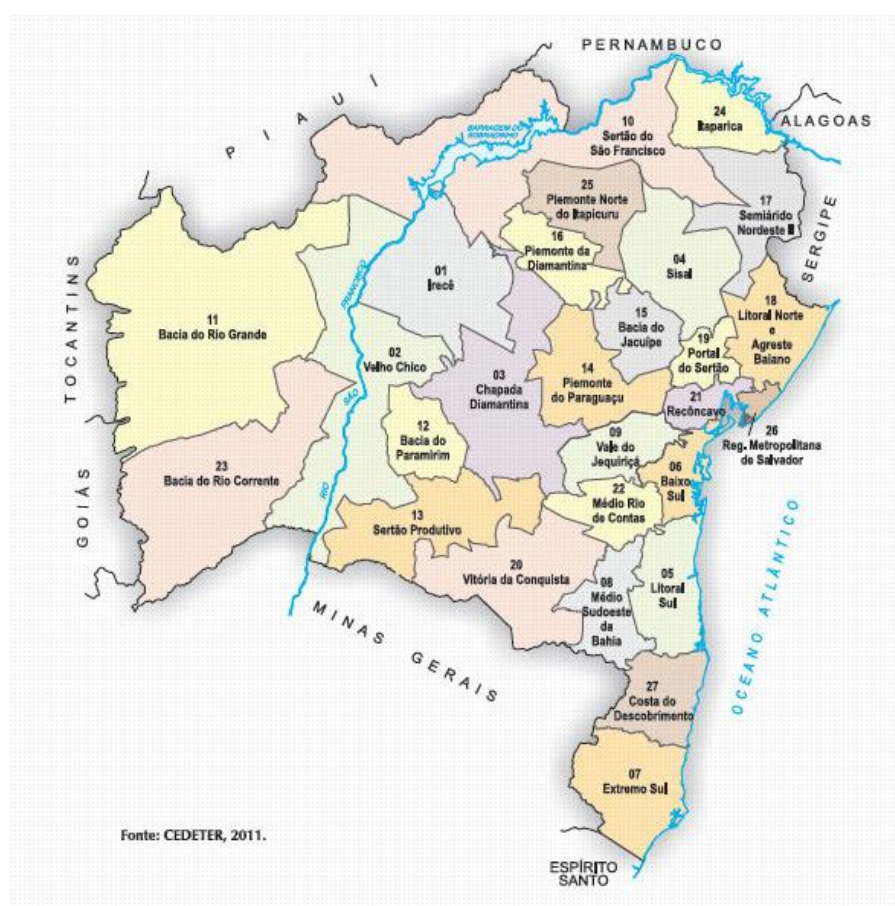 PERNAMBUCO
PIAUI
ALAGOAS
24
Itaparica
BARRAGEM DO
SOBRADINHO
10
Sertão do
São Francisco
25
Piemonte Norte
do Itapicuru
17
Semiárido
Nordeste II
SERGIPE
16
Piemonte da
Diamantina
04
Sisal
01
Irecê
TOCANTINS
11
Bacia do Rio Grande
FRANCISCO
18
Litoral Norte
e
Agreste
Baiano
15
Bacia do
Jacuípe
19
Portal
do Sertão
02
Velho Chico
03
Chapada
Diamantina
14
Piemonte
do Paraguaçu
SÃO
21
Recôncavo
26
Reg. Metropolitana
de Salvador
12
Bacia do
Paramirim
09
Vale do
Jequiriçá
06
Baixo
Sul
GOIÁS
23
Bacia do Rio Corrente
RIO
22
Médio Rio
de Contas
13
Sertão Produtivo
OCEANO ATLÂNTICO
20
Vitória da Conquista
08
Médio
Sudoeste
da
Bahia
05
Litoral
Sul
MINAS GERAIS
27
Costa do
Descobrimento
07
Extremo Sul
Fonte: CEDETER, 2011.
ESPÍRITO
SANTO